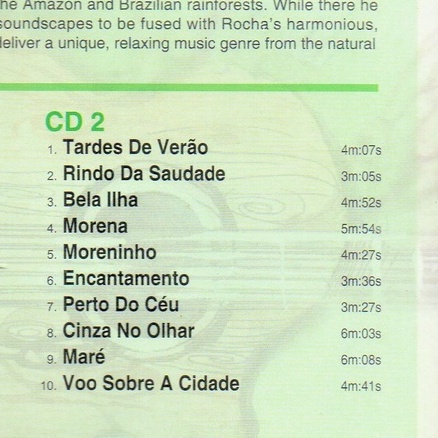 he Amazon and Brazilian rainforests. While there he
soundscapes to be fused with Rocha's harmonious,
deliver a unique, relaxing music genre from the natural
CD 2
1. Tardes De Verão 4m:07s
2. Rindo Da Saudade 3m:05s
3. Bela Ilha 4m:52s
4. Morena 5m:54s
5. Moreninho 4m:27s
6. Encantamento 3m:36s
7. Perto Do Céu 3m:27s
8. Cinza No Olhar 6m:03s
9. Maré 6m:08s
10. Voo Sobre A Cidade 4m:41s